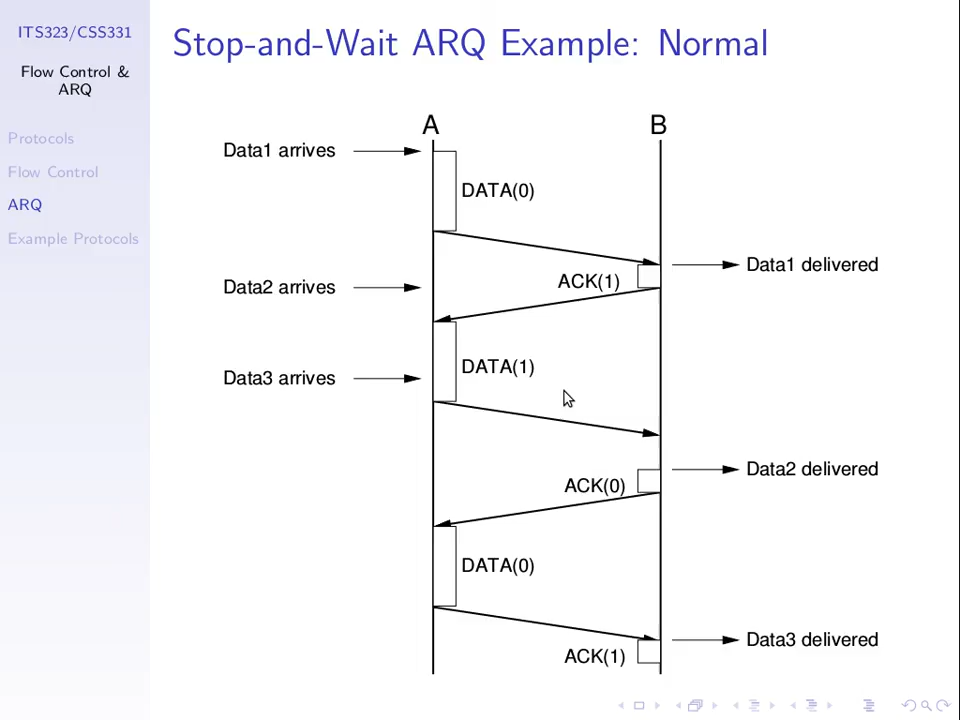 ITS323/CSS331
Flow Control &
ARQ
Protocols
Flow Control
ARQ
Example Protocols
Stop-and-Wait ARQ Example: Normal
A
B
Data1 arrives
DATA(0)
Data1 delivered
ACK(1)
Data2 arrives
DATA(1)
Data3 arrives
Data2 delivered
ACK(0)
DATA(0)
Data3 delivered
ACK(1)